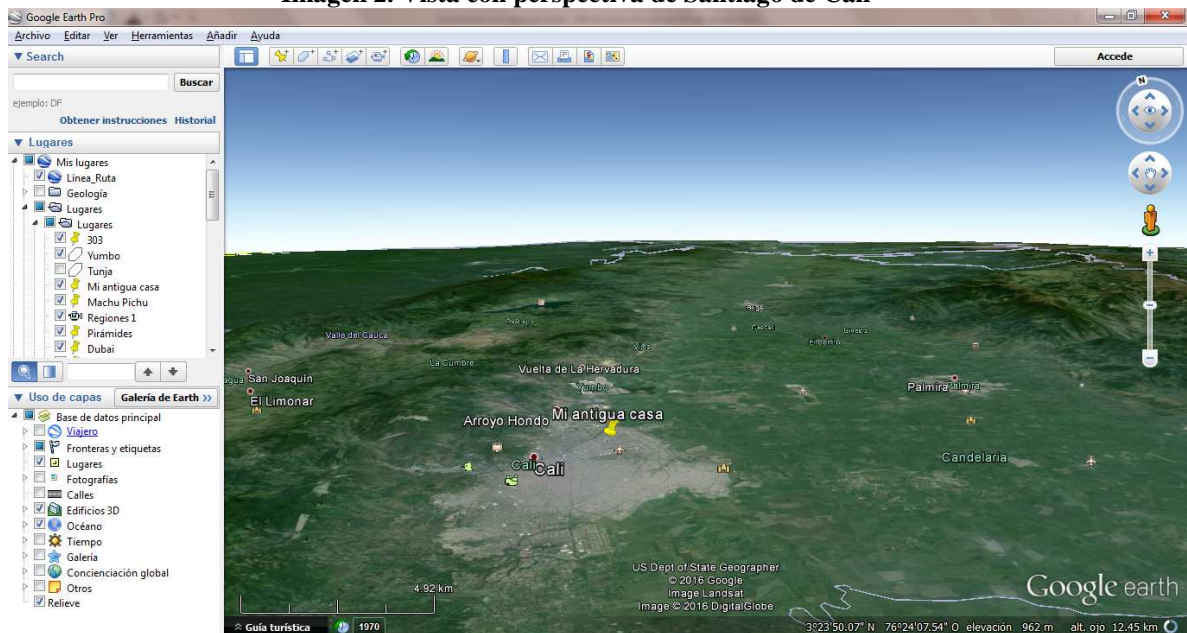 Imagen 2. Vista con perspectiva de Santiago de Cali
Google Earth Pro
Archivo Editar Ver Herramientas Añadir Ayuda
Search
Buscar
ejemplo: DF
Obtener instrucciones Historial
Lugares
Mis lugares
Línea_Ruta
Geología
Lugares
Lugares
303
Yumbo
Tunja
Mi antigua casa
Machu Pichu
Regiones 1
Pirámides
Dubai
Uso de capas Galería de Earth >>
Base de datos principal
Viajero
Fronteras y etiquetas
Lugares
Fotografías
Calles
Edificios 3D
Océano
Tiempo
Galería
Concienciación global
Otros
Relieve
Accede
N
Valle del Cauca
La Cumbre
Vuelta de La Hervadura
Yumbo
San Joaquín
El Limonar
Palmira Palmira
Arroyo Hondo Mi antigua casa
Cali Cali
Candelaria
US Dept of State Geographer
© 2016 Google
Image Landsat
Image © 2016 DigitalGlobe
4.92 km
Google earth
Guía turística 1970
3°23'50.07" N 76°24'07.54" O elevación 962 m alt. ojo 12.45 km